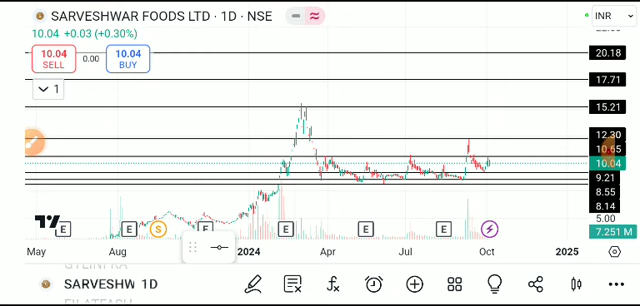 SARVESHWAR FOODS LTD · 1D · NSE
INR
10.04 +0.03 (+0.30%)
10.04 SELL 0.00 10.04 BUY
1
20.18
17.71
15.21
12.30
10.65
10.04
9.21
8.55
8.14
5.00
7.251 M
E E S E E E E
May Aug 2024 Apr Jul Oct 2025
SARVESHW 1D